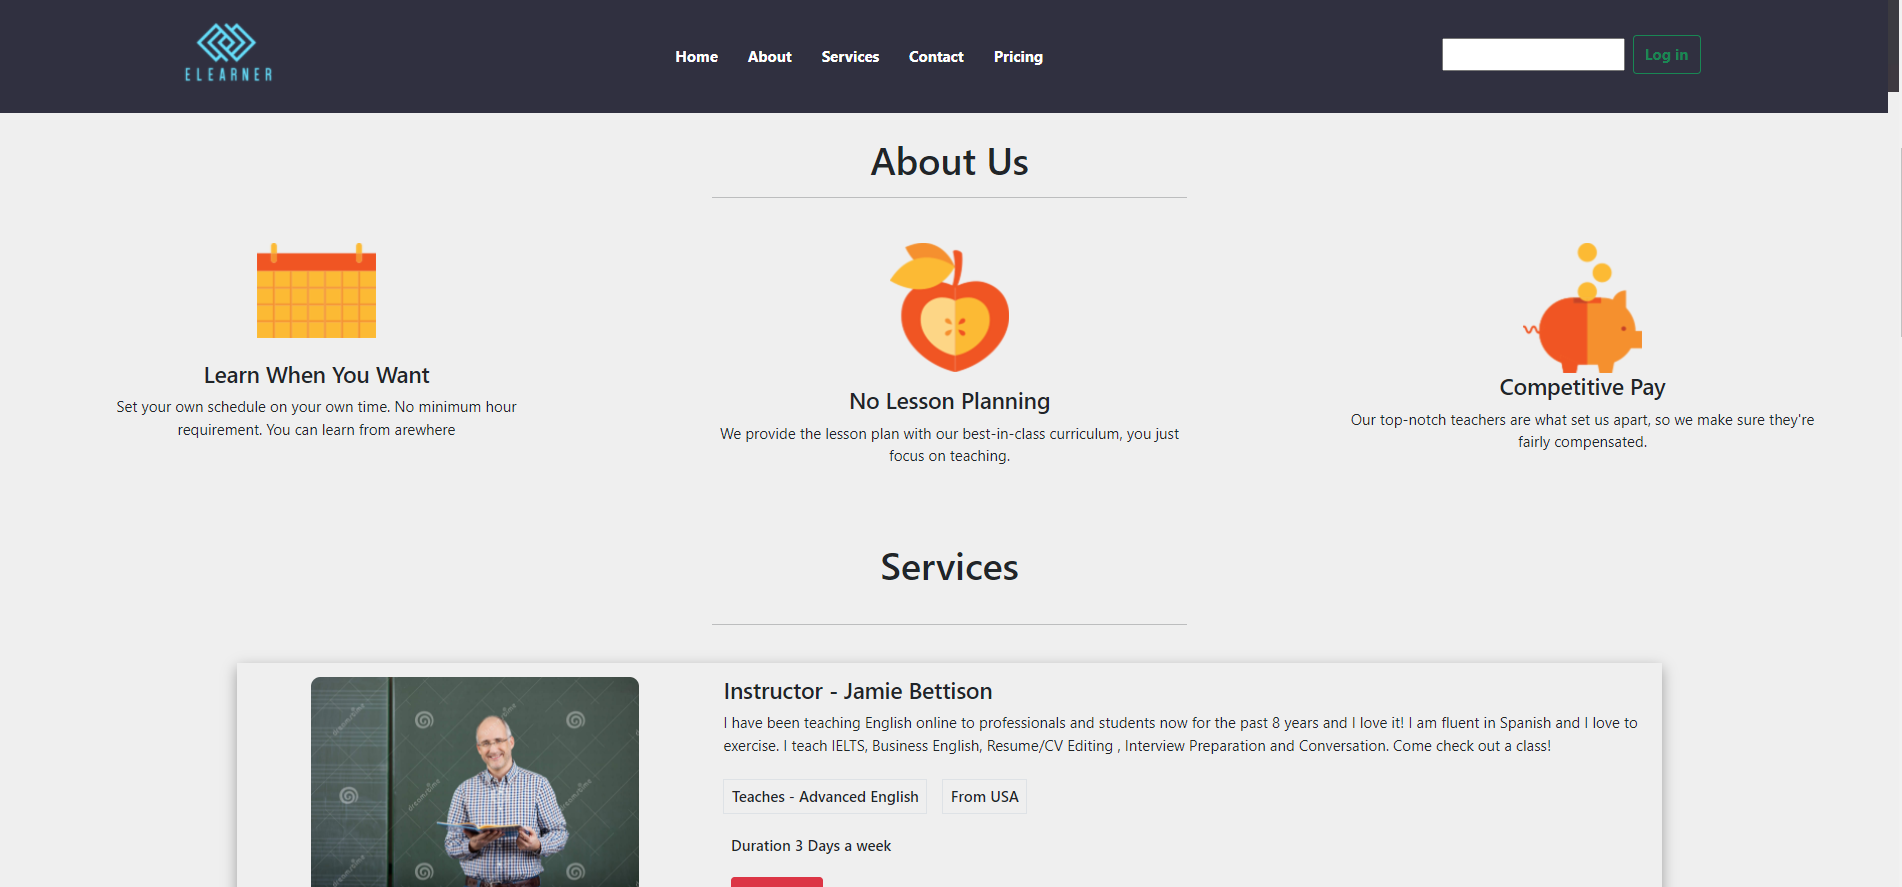 ELEARNER
Home About Services Contact Pricing
Log in
About Us
Learn When You Want
Set your own schedule on your own time. No minimum hour
requirement. You can learn from arewhere
No Lesson Planning
We provide the lesson plan with our best-in-class curriculum, you just
focus on teaching.
Competitive Pay
Our top-notch teachers are what set us apart, so we make sure they're
fairly compensated.
Services
Instructor - Jamie Bettison
I have been teaching English online to professionals and students now for the past 8 years and I love it! I am fluent in Spanish and I love to
exercise. I teach IELTS, Business English, Resume/CV Editing , Interview Preparation and Conversation. Come check out a class!
Teaches - Advanced English
From USA
Duration 3 Days a week
dreamstime
dreamstime
dreamstime
dreamstime